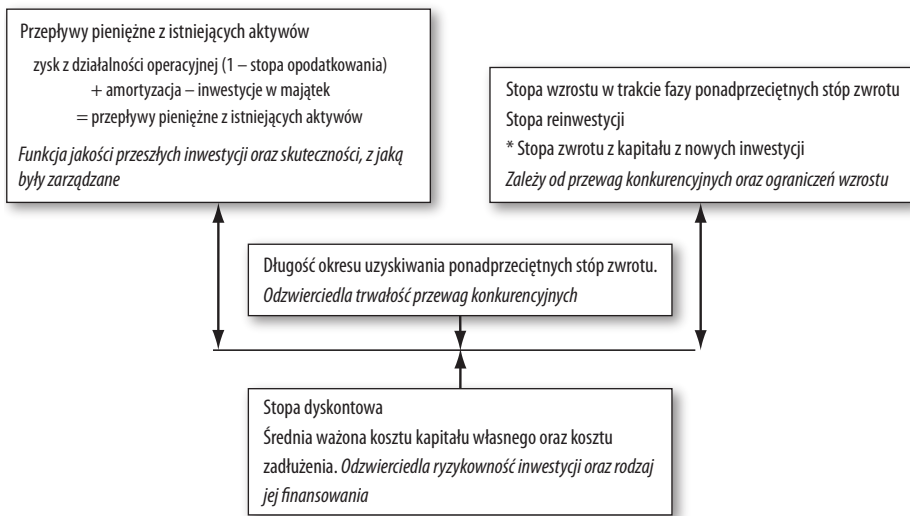 Przepływy pieniężne z istniejących aktywów
zysk z działalności operacyjnej (1 – stopa opodatkowania)
+ amortyzacja – inwestycje w majątek
= przepływy pieniężne z istniejących aktywów
Funkcja jakości przeszłych inwestycji oraz skuteczności, z jaką
były zarządzane
Stopa wzrostu w trakcie fazy ponadprzeciętnych stóp zwrotu
Stopa reinwestycji
* Stopa zwrotu z kapitału z nowych inwestycji
Zależy od przewag konkurencyjnych oraz ograniczeń wzrostu
Długość okresu uzyskiwania ponadprzeciętnych stóp zwrotu.
Odzwierciedla trwałość przewag konkurencyjnych
Stopa dyskontowa
Średnia ważona kosztu kapitału własnego oraz kosztu
zadłużenia. Odzwierciedla ryzykowność inwestycji oraz rodzaj
jej finansowania